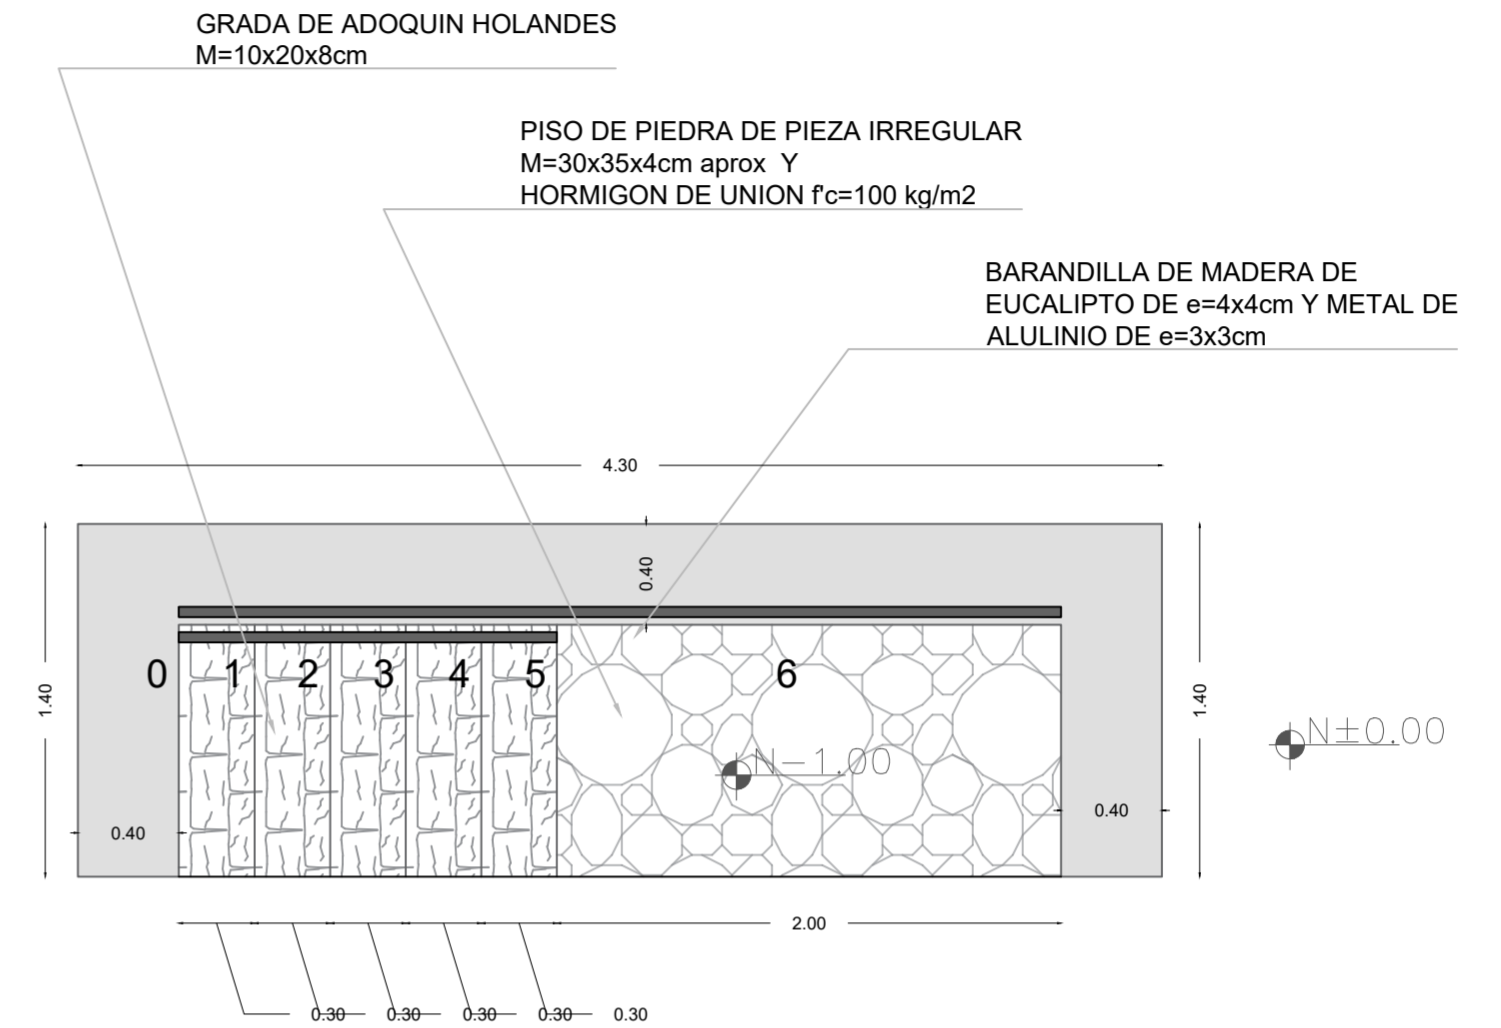 GRADA DE ADOQUIN HOLANDES
M=10x20x8cm
PISO DE PIEDRA DE PIEZA IRREGULAR
M=30x35x4cm aprox Y
HORMIGON DE UNION f'c=100 kg/m2
BARANDILLA DE MADERA DE
EUCALIPTO DE e=4x4cm Y METAL DE
ALULINIO DE e=3x3cm
4.30
0.40
0 1 2 3 4 5 6
1.40
1.40
N±0.00
N-1.00
0.40
0.40
2.00
0.30 0.30 0.30 0.30 0.30